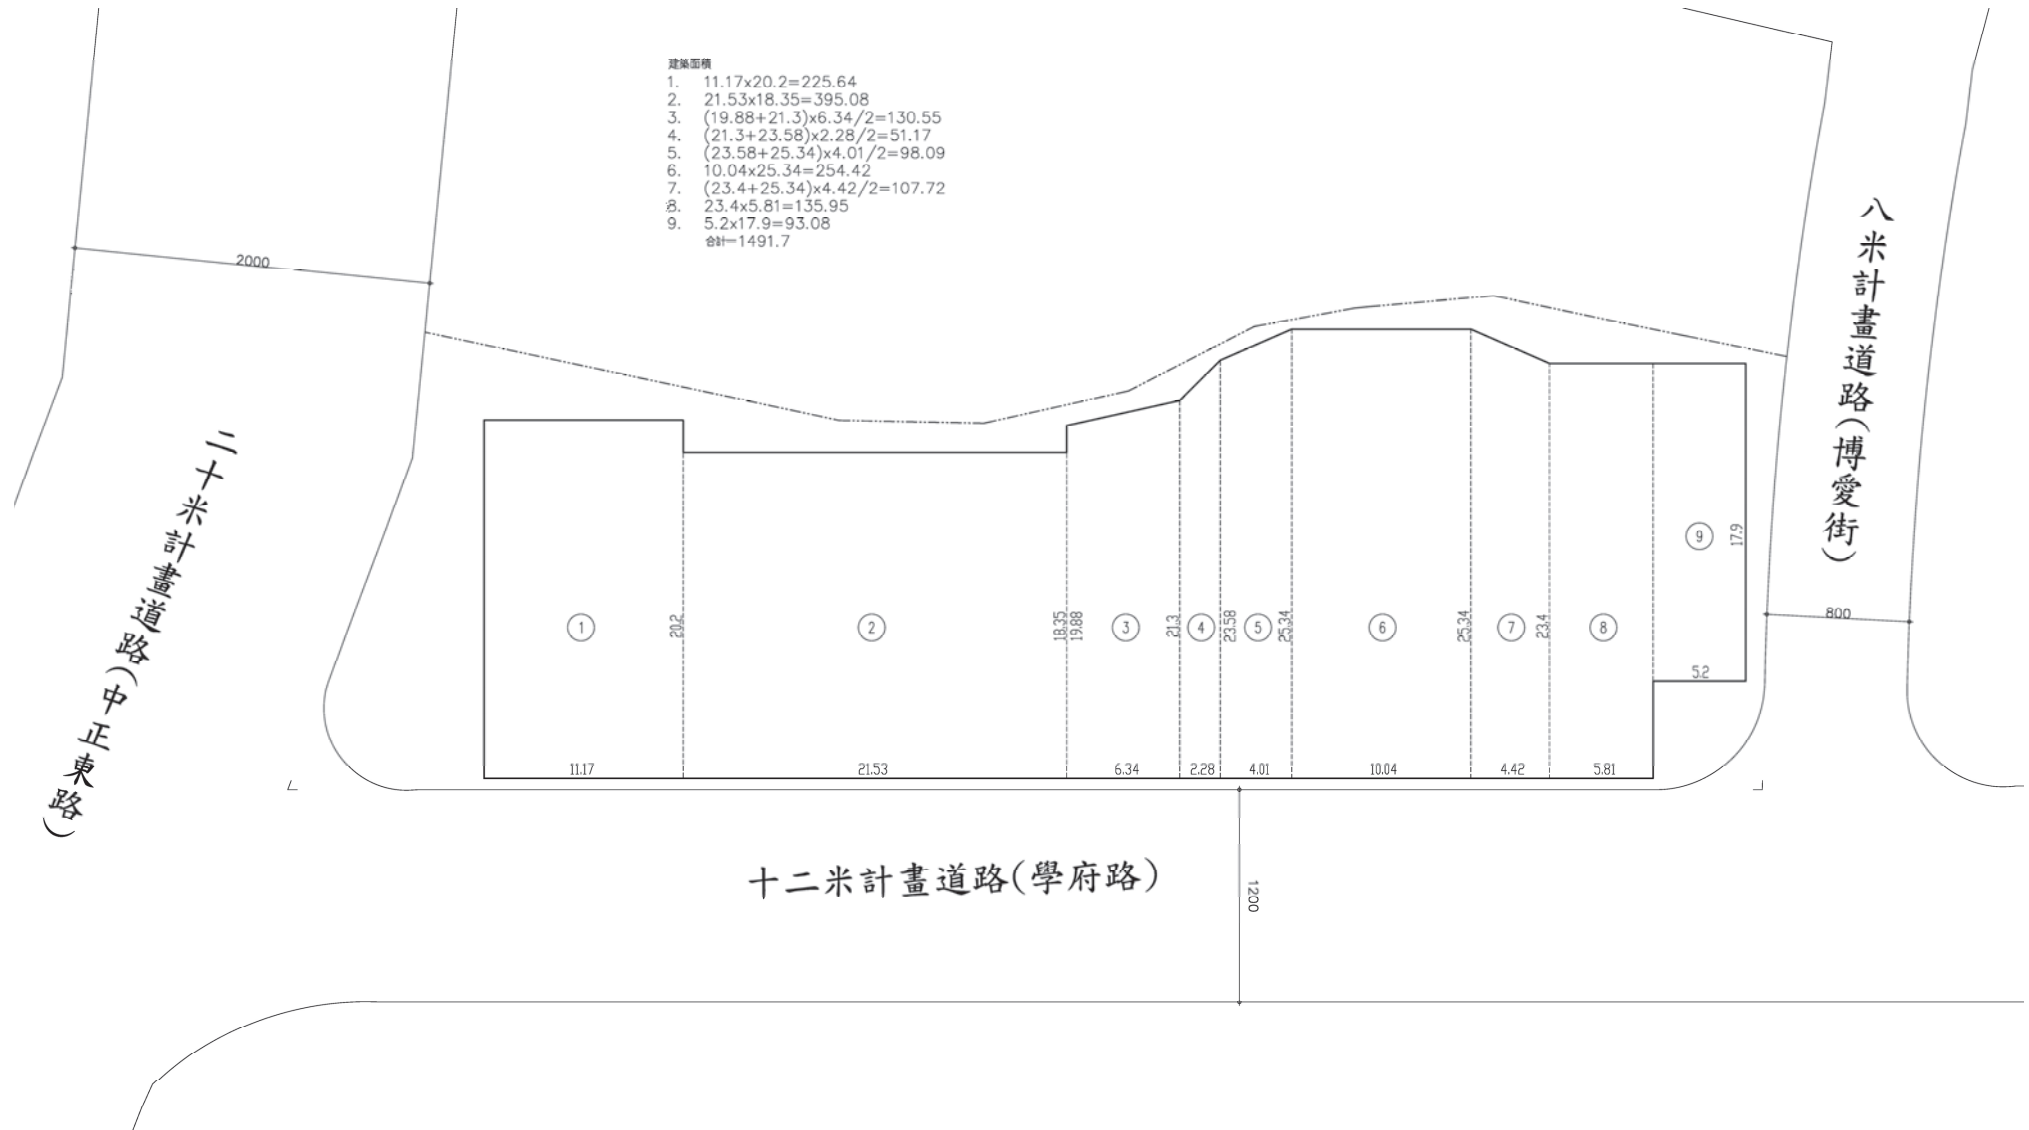 建築面積
1. 11.17x20.2=225.64
2. 21.53x18.35=395.08
3. (19.88+21.3)x6.34/2=130.55
4. (21.3+23.58)x2.28/2=51.17
5. (23.58+25.34)x4.01/2=98.09
6. 10.04x25.34=254.42
7. (23.4+25.34)x4.42/2=107.72
8. 23.4x5.81=135.95
9. 5.2x17.9=93.08
合計=1491.7
2000
二十米計畫道路(中正東路)
八米計畫道路(博愛街)
800
1
20.2
2
18.35
19.88
3
21.3
4
23.58
5
25.34
6
25.34
7
23.4
8
9
17.9
5.2
11.17
21.53
6.34
2.28
4.01
10.04
4.42
5.81
十二米計畫道路(學府路)
1200